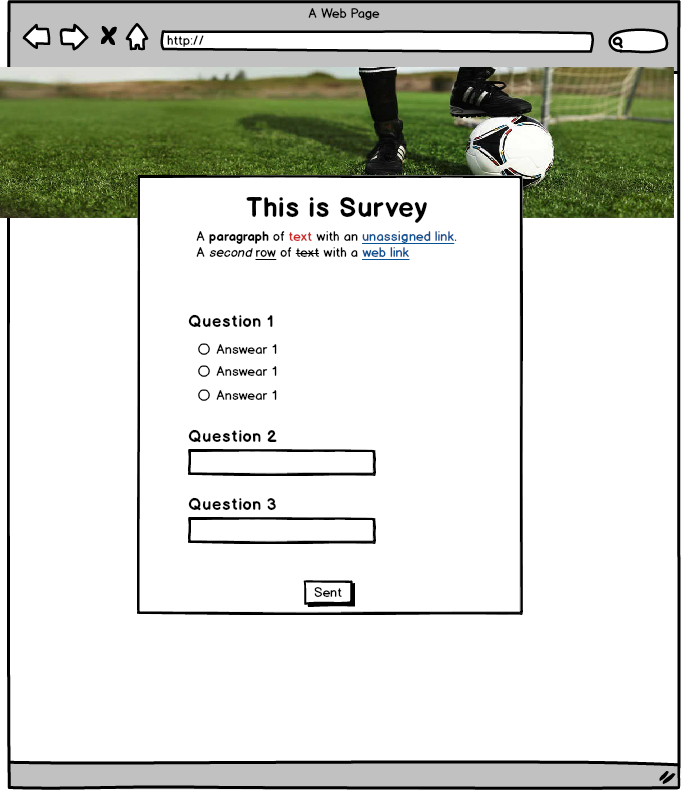 A Web Page
http://
This is Survey
A paragraph of text with an unassigned link.
A second row of text with a web link
Question 1
Answear 1
Answear 1
Answear 1
Question 2
Question 3
Sent